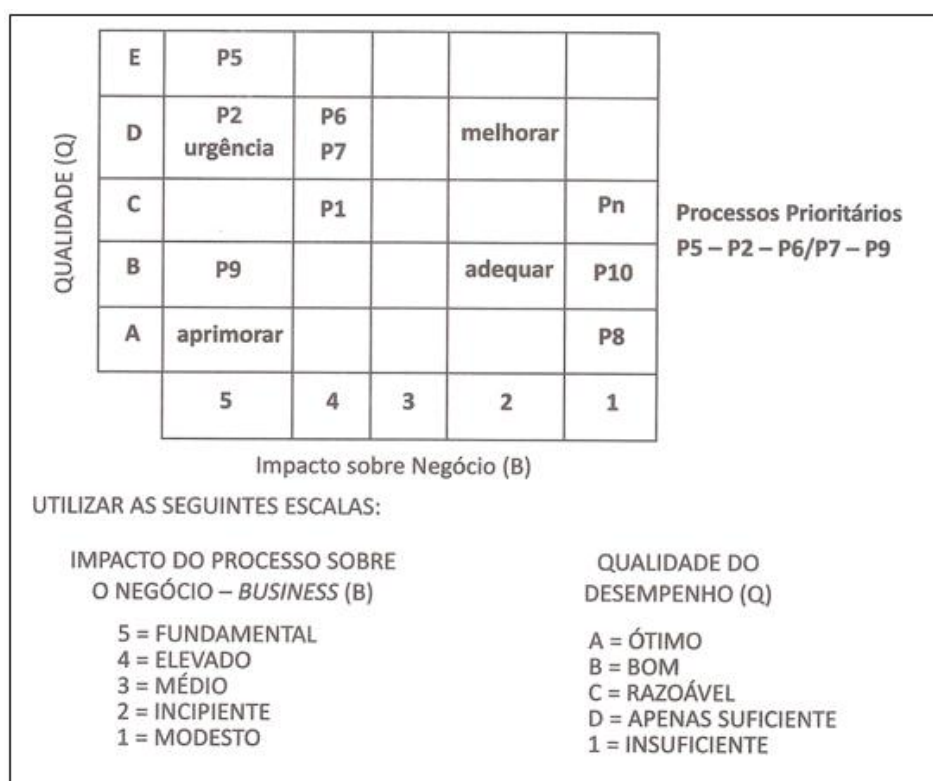 E P5
D P2 P6 melhorar
urgência P7
C P1 Pn
B P9 adequar P10
A aprimorar P8
5 4 3 2 1
QUALIDADE (Q)
Impacto sobre Negócio (B)
Processos Prioritários
P5 – P2 – P6/P7 – P9
UTILIZAR AS SEGUINTES ESCALAS:
IMPACTO DO PROCESSO SOBRE
O NEGÓCIO – BUSINESS (B)
5 = FUNDAMENTAL
4 = ELEVADO
3 = MÉDIO
2 = INCIPIENTE
1 = MODESTO
QUALIDADE DO
DESEMPENHO (Q)
A = ÓTIMO
B = BOM
C = RAZOÁVEL
D = APENAS SUFICIENTE
1 = INSUFICIENTE